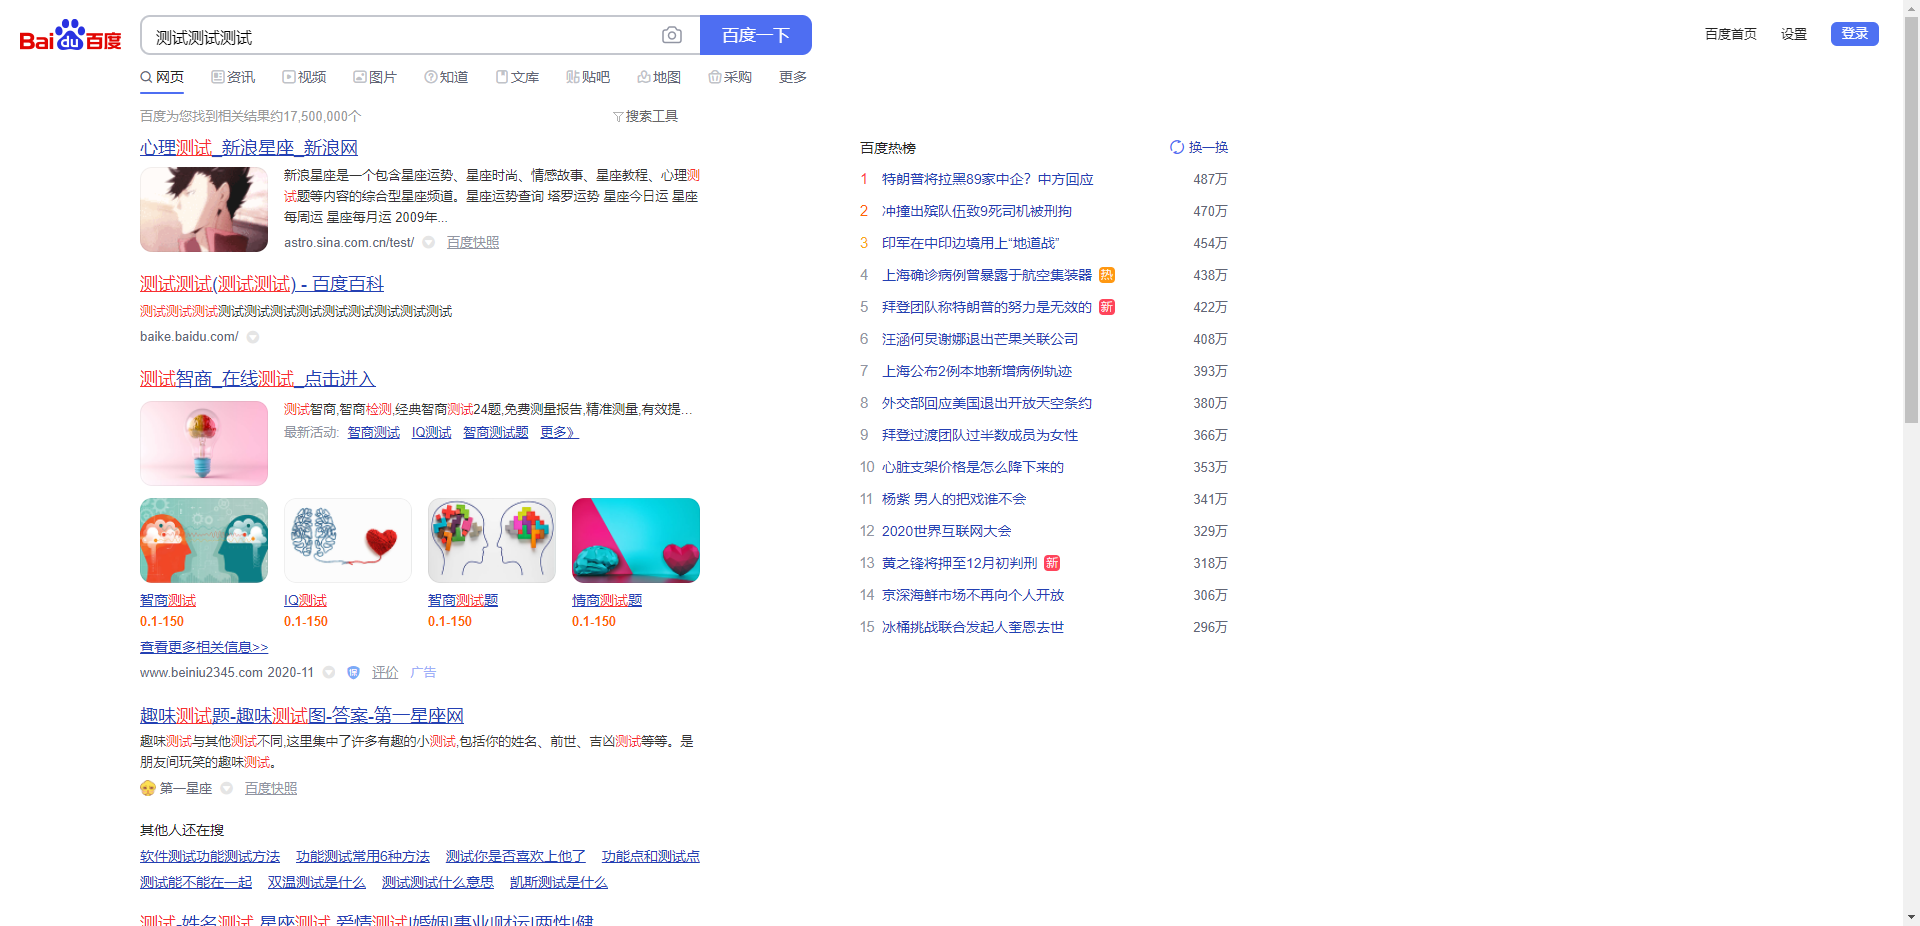 Bai du 百度
测试测试测试
百度一下
百度首页 设置 登录
网页 资讯 视频 图片 知道 文库 贴吧 地图 采购 更多
百度为您找到相关结果约17,500,000个
搜索工具
心理测试_新浪星座_新浪网
新浪星座是一个包含星座运势、星座时尚、情感故事、星座教程、心理测
试题等内容的综合型星座频道。星座运势查询 塔罗运势 星座今日运 星座
每周运 星座每月运 2009年...
astro.sina.com.cn/test/ 百度快照
测试测试(测试测试) - 百度百科
测试测试测试测试测试测试测试测试测试测试测试测试
baike.baidu.com/
测试智商_在线测试_点击进入
测试智商,智商检测,经典智商测试24题,免费测量报告,精准测量,有效提...
最新活动: 智商测试 IQ测试 智商测试题 更多》
智商测试 IQ测试 智商测试题 情商测试题
0.1-150 0.1-150 0.1-150 0.1-150
查看更多相关信息>>
www.beiniu2345.com 2020-11 保 评价 广告
趣味测试题-趣味测试图-答案-第一星座网
趣味测试与其他测试不同,这里集中了许多有趣的小测试,包括你的姓名、前世、吉凶测试等等。是
朋友间玩笑的趣味测试。
第一星座 百度快照
其他人还在搜
软件测试功能测试方法 功能测试常用6种方法 测试你是否喜欢上他了 功能点和测试点
测试能不能在一起 双温测试是什么 测试测试什么意思 凯斯测试是什么
测试-姓名测试,星座测试,爱情测试|婚姻|事业|财运|两性|健
百度热榜 换一换
1 特朗普将拉黑89家中企？中方回应 487万
2 冲撞出殡队伍致9死司机被刑拘 470万
3 印军在中印边境用上“地道战” 454万
4 上海确诊病例曾暴露于航空集装器 热 438万
5 拜登团队称特朗普的努力是无效的 新 422万
6 汪涵何炅谢娜退出芒果关联公司 408万
7 上海公布2例本地新增病例轨迹 393万
8 外交部回应美国退出开放天空条约 380万
9 拜登过渡团队过半数成员为女性 366万
10 心脏支架价格是怎么降下来的 353万
11 杨紫 男人的把戏谁不会 341万
12 2020世界互联网大会 329万
13 黄之锋将押至12月初判刑 新 318万
14 京深海鲜市场不再向个人开放 306万
15 冰桶挑战联合发起人奎恩去世 296万